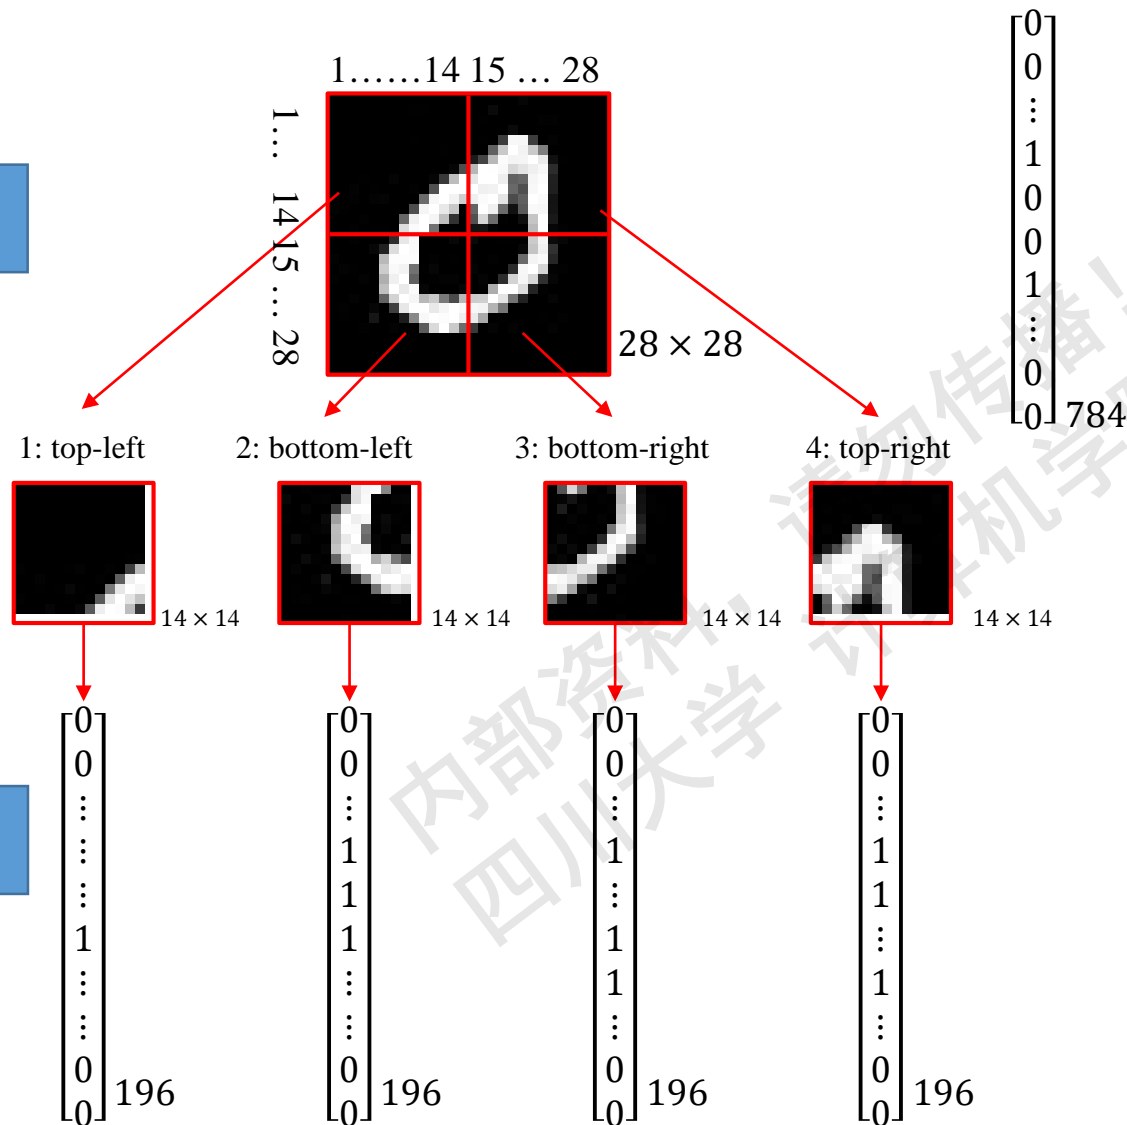 1……14 15 … 28
1… 14 15 … 28
28 × 28
[0 0 ⋮ 1 0 0 1 ⋮ 0 0] 784
1: top-left
2: bottom-left
3: bottom-right
4: top-right
14 × 14
14 × 14
14 × 14
14 × 14
[0 0 ⋮ ⋮ 1 ⋮ ⋮ 0 0] 196
[0 0 ⋮ 1 1 1 ⋮ ⋮ 0 0] 196
[0 0 ⋮ 1 ⋮ 1 1 ⋮ 0 0] 196
[0 0 ⋮ 1 1 ⋮ 1 ⋮ 0 0] 196
内部资料，请勿传播！
四川大学 计算机学